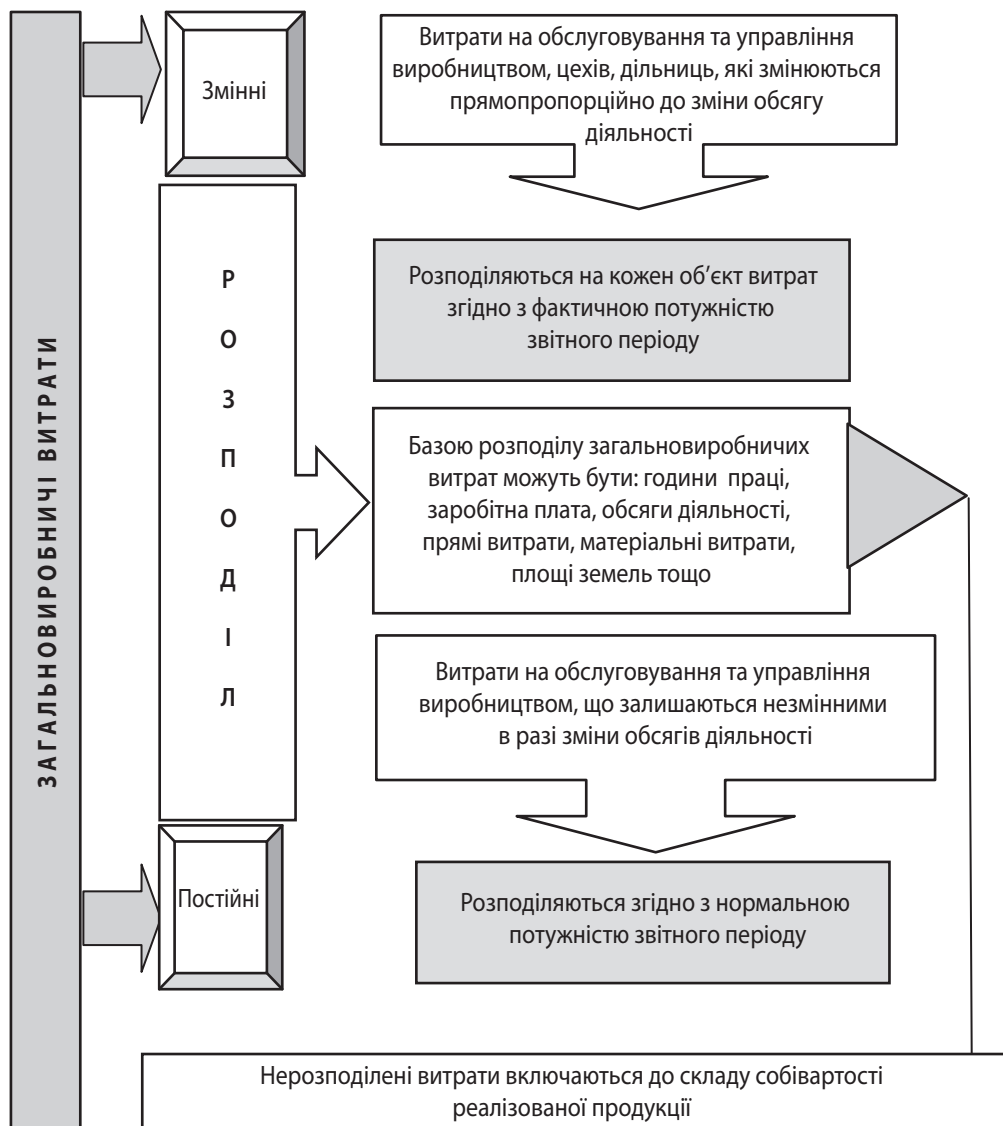 ЗАГАЛЬНОВИРОБНИЧІ ВИТРАТИ
Змінні
Витрати на обслуговування та управління
виробництвом, цехів, дільниць, які змінюються
прямопропорційно до зміни обсягу
діяльності
Розподіляються на кожен об’єкт витрат
згідно з фактичною потужністю
звітного періоду
РОЗПОДІЛ
Базою розподілу загальновиробничих
витрат можуть бути: години праці,
заробітна плата, обсяги діяльності,
прямі витрати, матеріальні витрати,
площі земель тощо
Витрати на обслуговування та управління
виробництвом, що залишаються незмінними
в разі зміни обсягів діяльності
Постійні
Розподіляються згідно з нормальною
потужністю звітного періоду
Нерозподілені витрати включаються до складу собівартості
реалізованої продукції